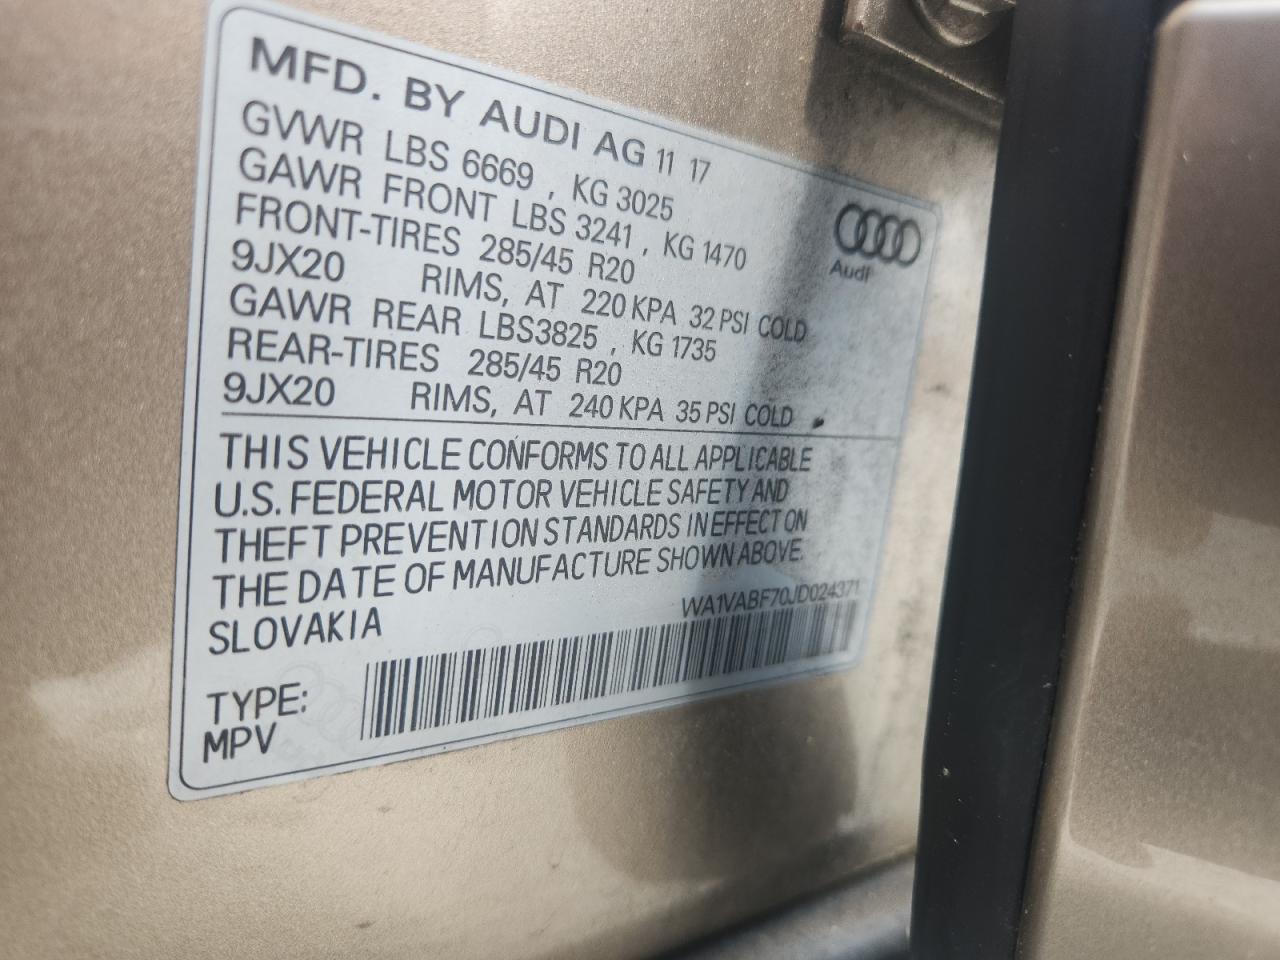 MFD. BY AUDI AG 11 17
GVWR LBS 6669 , KG 3025
GAWR FRONT LBS 3241 , KG 1470
FRONT-TIRES 285/45 R20
9JX20 RIMS, AT 220 KPA 32 PSI COLD
GAWR REAR LBS3825 , KG 1735
REAR-TIRES 285/45 R20
9JX20 RIMS, AT 240 KPA 35 PSI COLD
Audi
THIS VEHICLE CONFORMS TO ALL APPLICABLE
U.S. FEDERAL MOTOR VEHICLE SAFETY AND
THEFT PREVENTION STANDARDS IN EFFECT ON
THE DATE OF MANUFACTURE SHOWN ABOVE.
SLOVAKIA
WA1VABF70JD024371
TYPE:
MPV